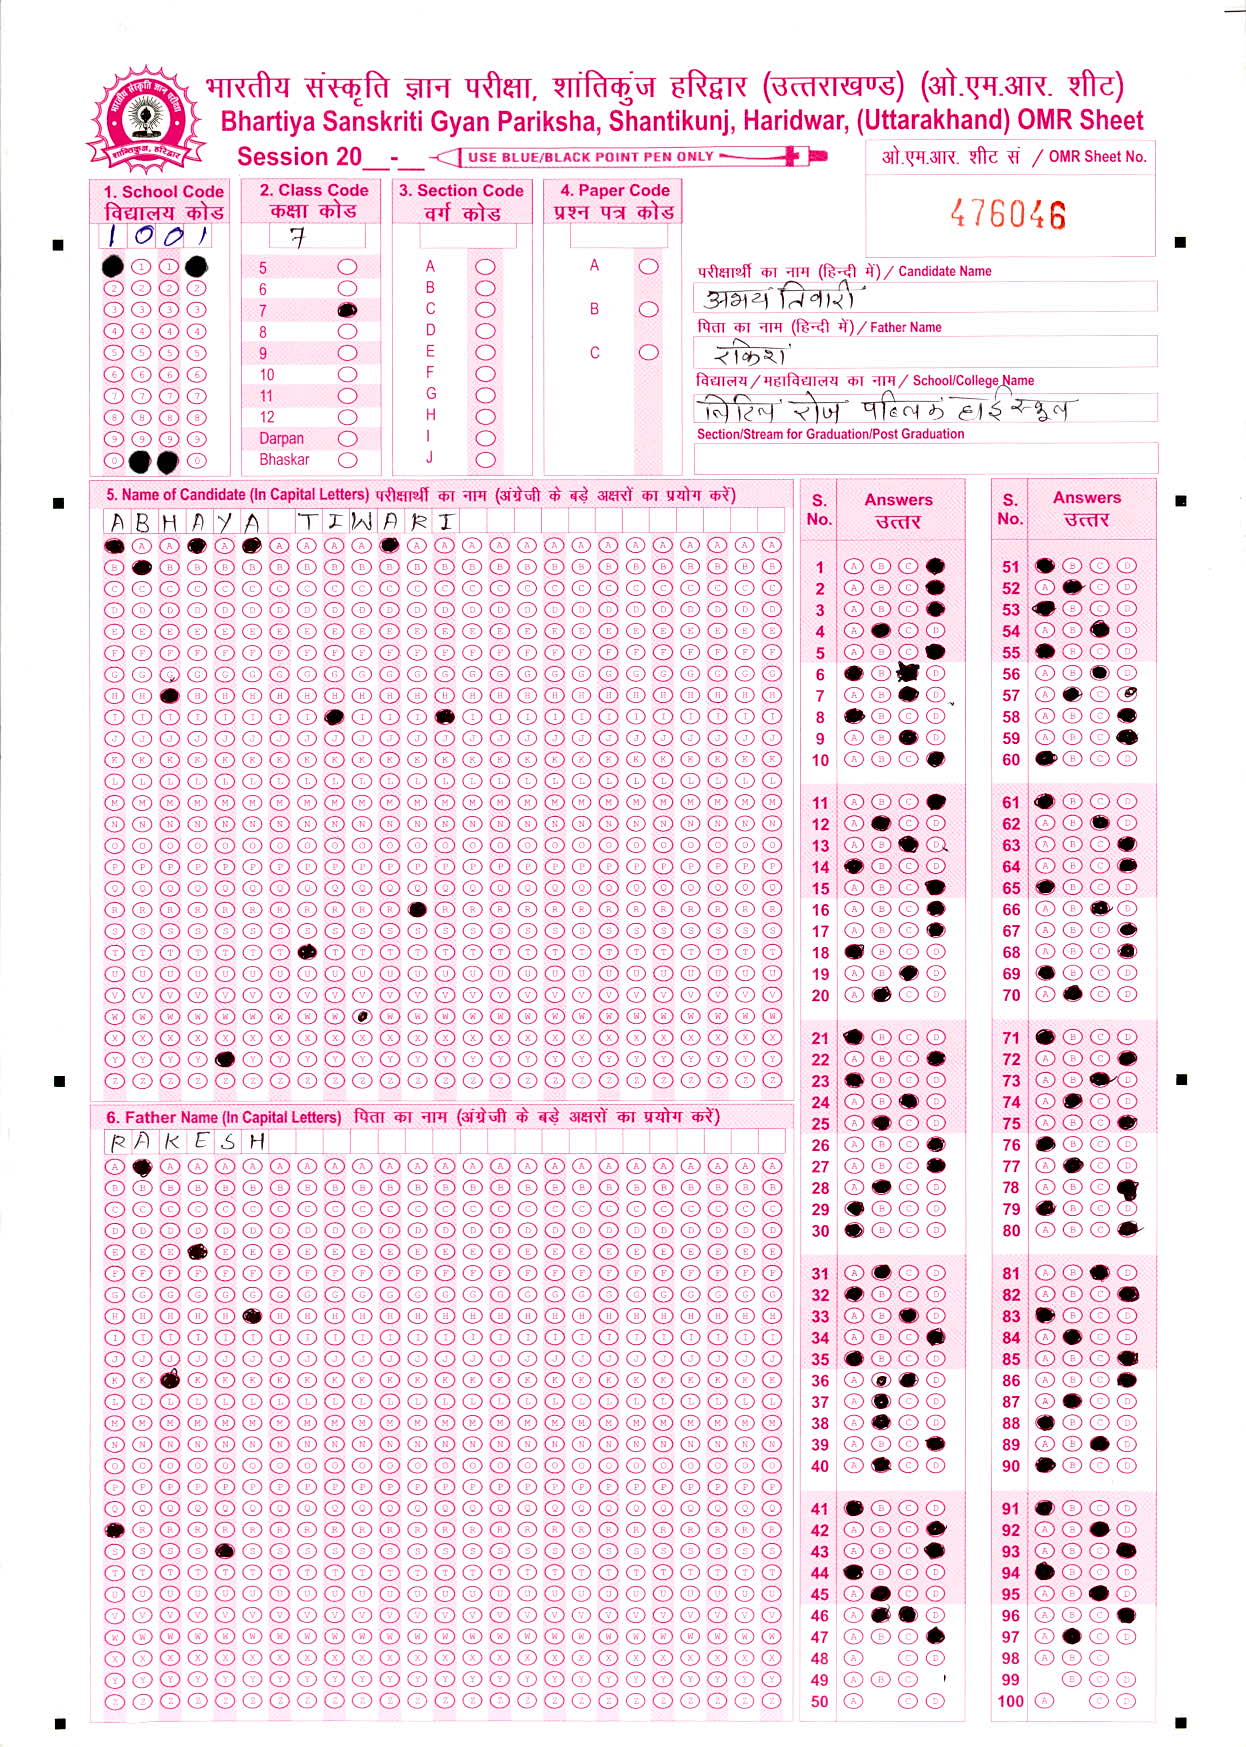 भारतीय संस्कृति ज्ञान परीक्षा, शांतिकुंज हरिद्वार (उत्तराखण्ड) (ओ.एम.आर. शीट)
Bhartiya Sanskriti Gyan Pariksha, Shantikunj, Haridwar, (Uttarakhand) OMR Sheet
Session 20__-__ USE BLUE/BLACK POINT PEN ONLY
ओ.एम.आर. शीट सं / OMR Sheet No.
476046
1. School Code
विद्यालय कोड
1001
2. Class Code
कक्षा कोड
7
5
6
7
8
9
10
11
12
Darpan
Bhaskar
3. Section Code
वर्ग कोड
A
B
C
D
E
F
G
H
I
J
4. Paper Code
प्रश्न पत्र कोड
A
B
C
परीक्षार्थी का नाम (हिन्दी में) / Candidate Name
अभय तिवारी
पिता का नाम (हिन्दी में) / Father Name
राकेश
विद्यालय / महाविद्यालय का नाम / School/College Name
लिटिल रोज पब्लिक हाई स्कूल
Section/Stream for Graduation/Post Graduation
5. Name of Candidate (In Capital Letters) परीक्षार्थी का नाम (अंग्रेजी के बड़े अक्षरों का प्रयोग करें)
ABHAYA TIWARI
6. Father Name (In Capital Letters) पिता का नाम (अंग्रेजी के बड़े अक्षरों का प्रयोग करें)
RAKESH
S. No. Answers उत्तर
1
2
3
4
5
6
7
8
9
10
11
12
13
14
15
16
17
18
19
20
21
22
23
24
25
26
27
28
29
30
31
32
33
34
35
36
37
38
39
40
41
42
43
44
45
46
47
48
49
50
S. No. Answers उत्तर
51
52
53
54
55
56
57
58
59
60
61
62
63
64
65
66
67
68
69
70
71
72
73
74
75
76
77
78
79
80
81
82
83
84
85
86
87
88
89
90
91
92
93
94
95
96
97
98
99
100